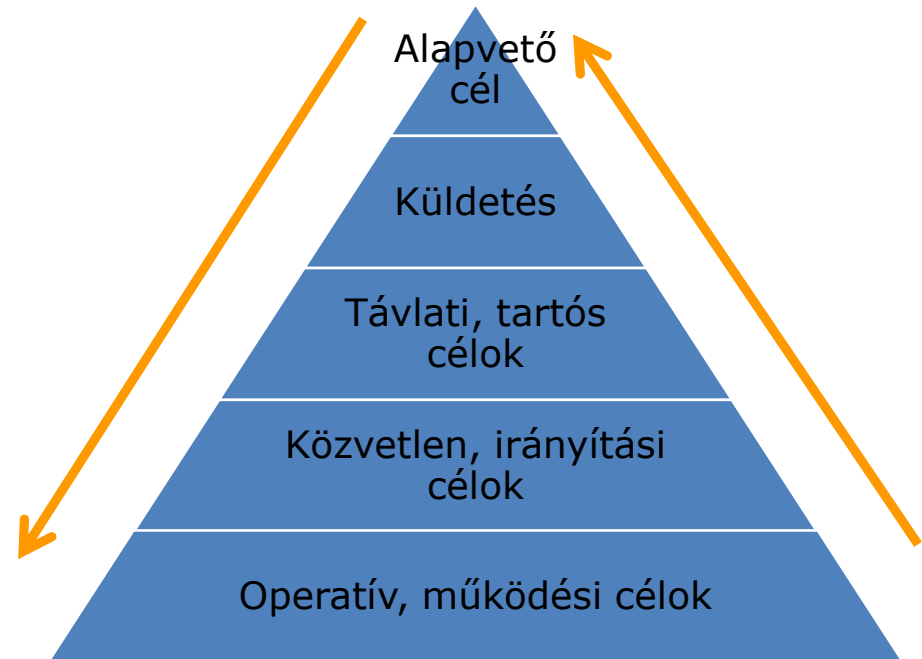 Alapvető
cél
Küldetés
Távlati, tartós
célok
Közvetlen, irányítási
célok
Operatív, működési célok